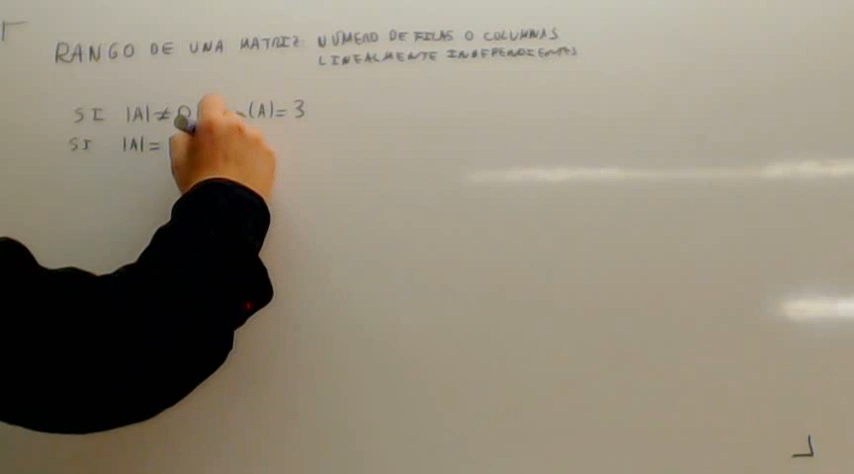 RANGO DE UNA MATRIZ: NÚMERO DE FILAS O COLUMNAS
LINEALMENTE INDEPENDIENTES
SI |A| ≠ 0 (A) = 3
SI |A| =